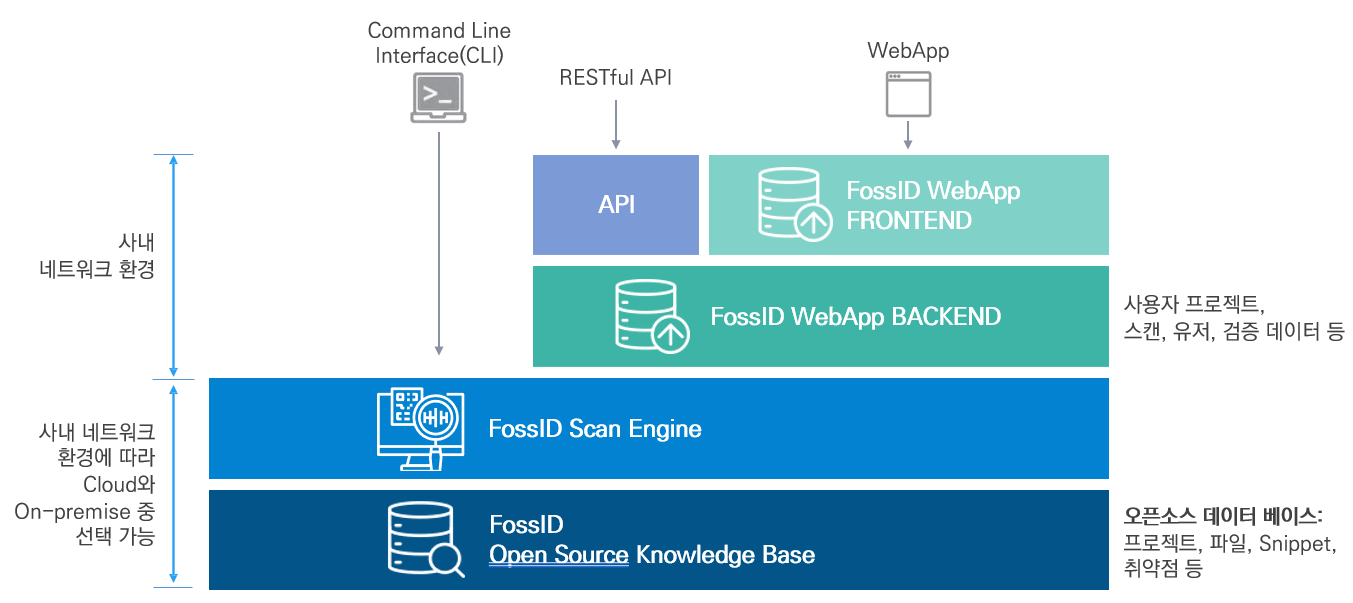 Command Line
Interface(CLI)
RESTful API
WebApp
>_
API
FossID WebApp
FRONTEND
사내
네트워크 환경
FossID WebApp BACKEND
사용자 프로젝트,
스캔, 유저, 검증 데이터 등
사내 네트워크
환경에 따라
Cloud와
On-premise 중
선택 가능
FossID Scan Engine
FossID
Open Source Knowledge Base
오픈소스 데이터 베이스:
프로젝트, 파일, Snippet,
취약점 등